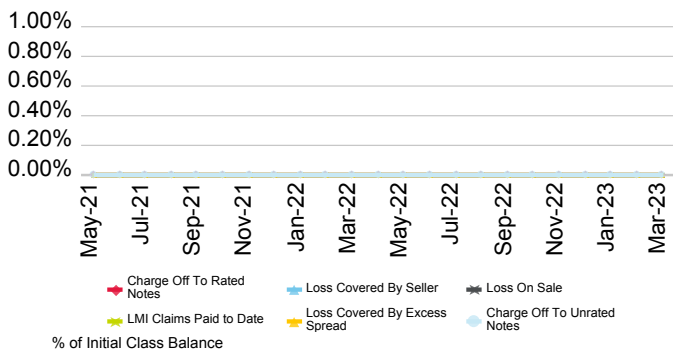 1.00%
0.80%
0.60%
0.40%
0.20%
0.00%
May-21
Jul-21
Sep-21
Nov-21
Jan-22
Mar-22
May-22
Jul-22
Sep-22
Nov-22
Jan-23
Mar-23
Charge Off To Rated
Notes
Loss Covered By Seller
Loss On Sale
LMI Claims Paid to Date
Loss Covered By Excess
Spread
Charge Off To Unrated
Notes
% of Initial Class Balance